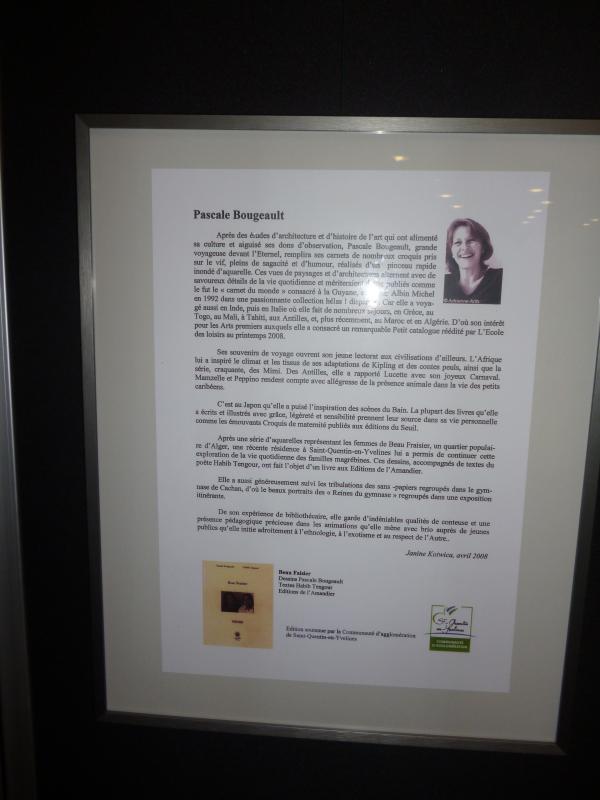 Pascale Bougeault
Après des études d'architecture et d'histoire de l'art qui ont alimenté
sa culture et aiguisé ses dons d'observation, Pascale Bougeault, grande
voyageuse devant l'Eternel, remplira ses carnets de nombreux croquis pris
sur le vif, pleins de sagacité et d'humour, réalisés d'un pinceau rapide
inondé d'aquarelle. Ces vues de paysages et d'architectures alternent avec de
savoureux détails de la vie quotidienne et mériteraient publiés comme
le fut le « carnet du monde » consacré à la Guyane, Albin Michel
en 1992 dans une passionnante collection hélas ! Car elle a voya-
gé aussi en Inde, puis en Italie où elle fait de nombreux séjours, en Grèce, au
Togo, au Mali, à Tahiti, aux Antilles, et, plus récemment, au Maroc et en Algérie. D'où son intérêt
pour les Arts premiers auxquels elle a consacré un remarquable Petit catalogue réédité par L'Ecole
des loisirs au printemps 2008.
© Adrienne Arth
Ses souvenirs de voyage ouvrent son jeune lectorat aux civilisations d'ailleurs. L'Afrique
lui a inspiré le climat et les tissus de ses adaptations de Kipling et des contes peuls, ainsi que la
série, craquante, des Mimi. Des Antilles, elle a rapporté Lucette avec son joyeux Carnaval.
Mamzelle et Peppino rendent compte avec allégresse de la présence animale dans la vie des petits
caribéens.
C'est au Japon qu'elle a puisé l'inspiration des scènes du Bain. La plupart des livres qu'elle
a écrits et illustrés avec grâce, légèreté et sensibilité prennent leur source dans sa vie personnelle
comme les émouvants Croquis de maternité publiés aux éditions du Seuil.
Après une série d'aquarelles représentant les femmes de Beau Fraisier, un quartier populai-
re d'Alger, une récente résidence à Saint-Quentin-en-Yvelines lui a permis de continuer cette
exploration de la vie quotidienne des familles magrébines. Ces dessins, accompagnés de textes du
poète Habib Tengour, ont fait l'objet d'un livre aux Editions de l'Amandier.
Elle a aussi généreusement suivi les tribulations des sans -papiers regroupés dans le gym-
nase de Cachan, d'où le beaux portraits des « Reines du gymnase » regroupés dans une exposition
itinérante.
De son expérience de bibliothécaire, elle garde d'indéniables qualités de conteuse et une
présence pédagogique précieuse dans les animations qu'elle mène avec brio auprès de jeunes
publics qu'elle initie adroitement à l'ethnologie, à l'exotisme et au respect de l'Autre..
Janine Kotwica, avril 2008
Beau Fraisier
Beau Faisier
Dessins Pascale Bougeault
Textes Habib Tengour
Editions de l'Amandier
Edition soutenue par la Communauté d'agglomération
de Saint-Quentin-en-Yvelines
St-Quentin
en-Yvelines
COMMUNAUTÉ
D'AGGLOMÉRATION